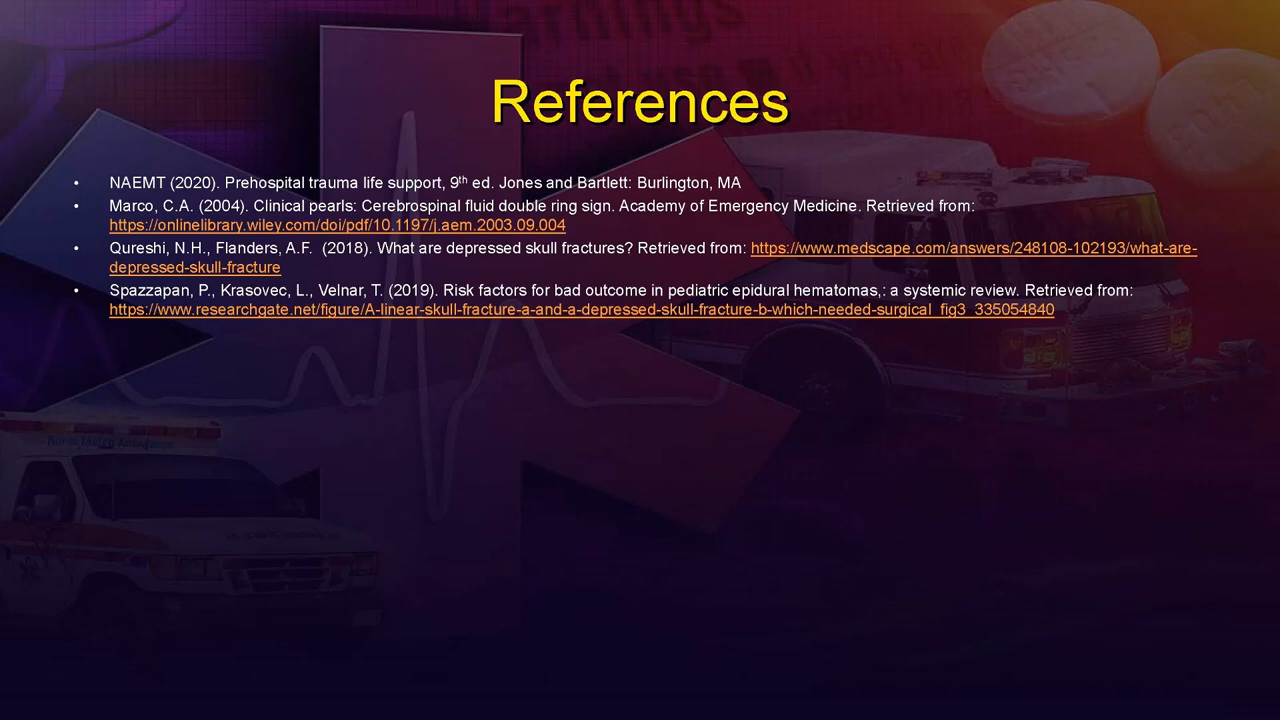 References
• NAEMT (2020). Prehospital trauma life support, 9th ed. Jones and Bartlett: Burlington, MA
• Marco, C.A. (2004). Clinical pearls: Cerebrospinal fluid double ring sign. Academy of Emergency Medicine. Retrieved from:
https://onlinelibrary.wiley.com/doi/pdf/10.1197/j.aem.2003.09.004
• Qureshi, N.H., Flanders, A.F. (2018). What are depressed skull fractures? Retrieved from: https://www.medscape.com/answers/248108-102193/what-are-
depressed-skull-fracture
• Spazzapan, P., Krasovec, L., Velnar, T. (2019). Risk factors for bad outcome in pediatric epidural hematomas,: a systemic review. Retrieved from:
https://www.researchgate.net/figure/A-linear-skull-fracture-a-and-a-depressed-skull-fracture-b-which-needed-surgical_fig3_335054840